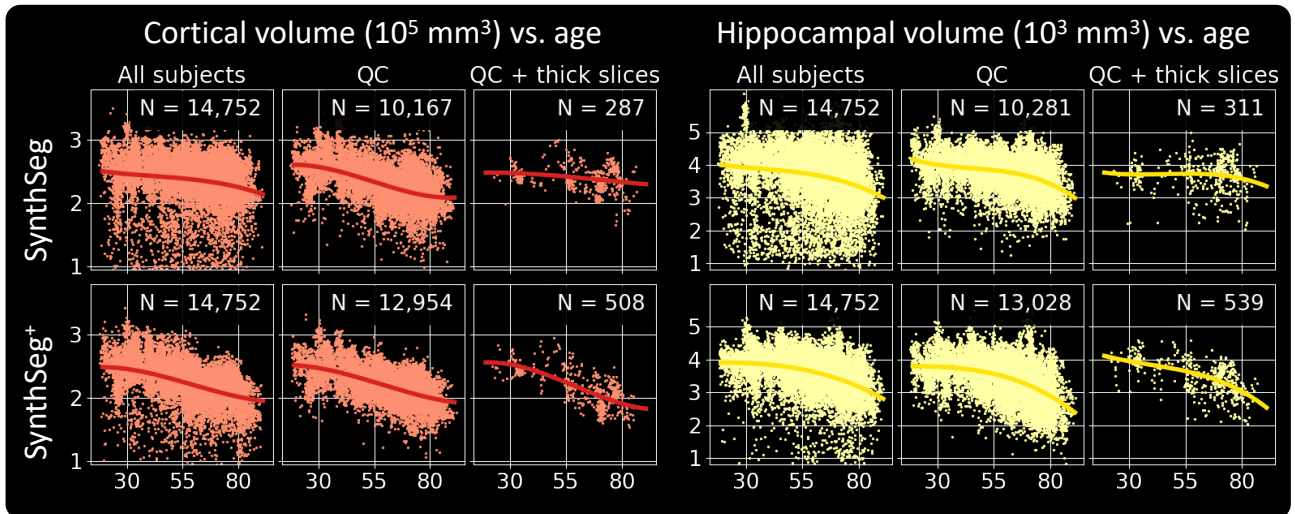 Cortical volume (10⁵ mm³) vs. age
Hippocampal volume (10³ mm³) vs. age
All subjects
QC
QC + thick slices
All subjects
QC
QC + thick slices
SynthSeg
3
2
1
N = 14,752
N = 10,167
N = 287
5
4
3
2
1
N = 14,752
N = 10,281
N = 311
SynthSeg⁺
3
2
1
N = 14,752
N = 12,954
N = 508
5
4
3
2
1
N = 14,752
N = 13,028
N = 539
30 55 80
30 55 80
30 55 80
30 55 80
30 55 80
30 55 80